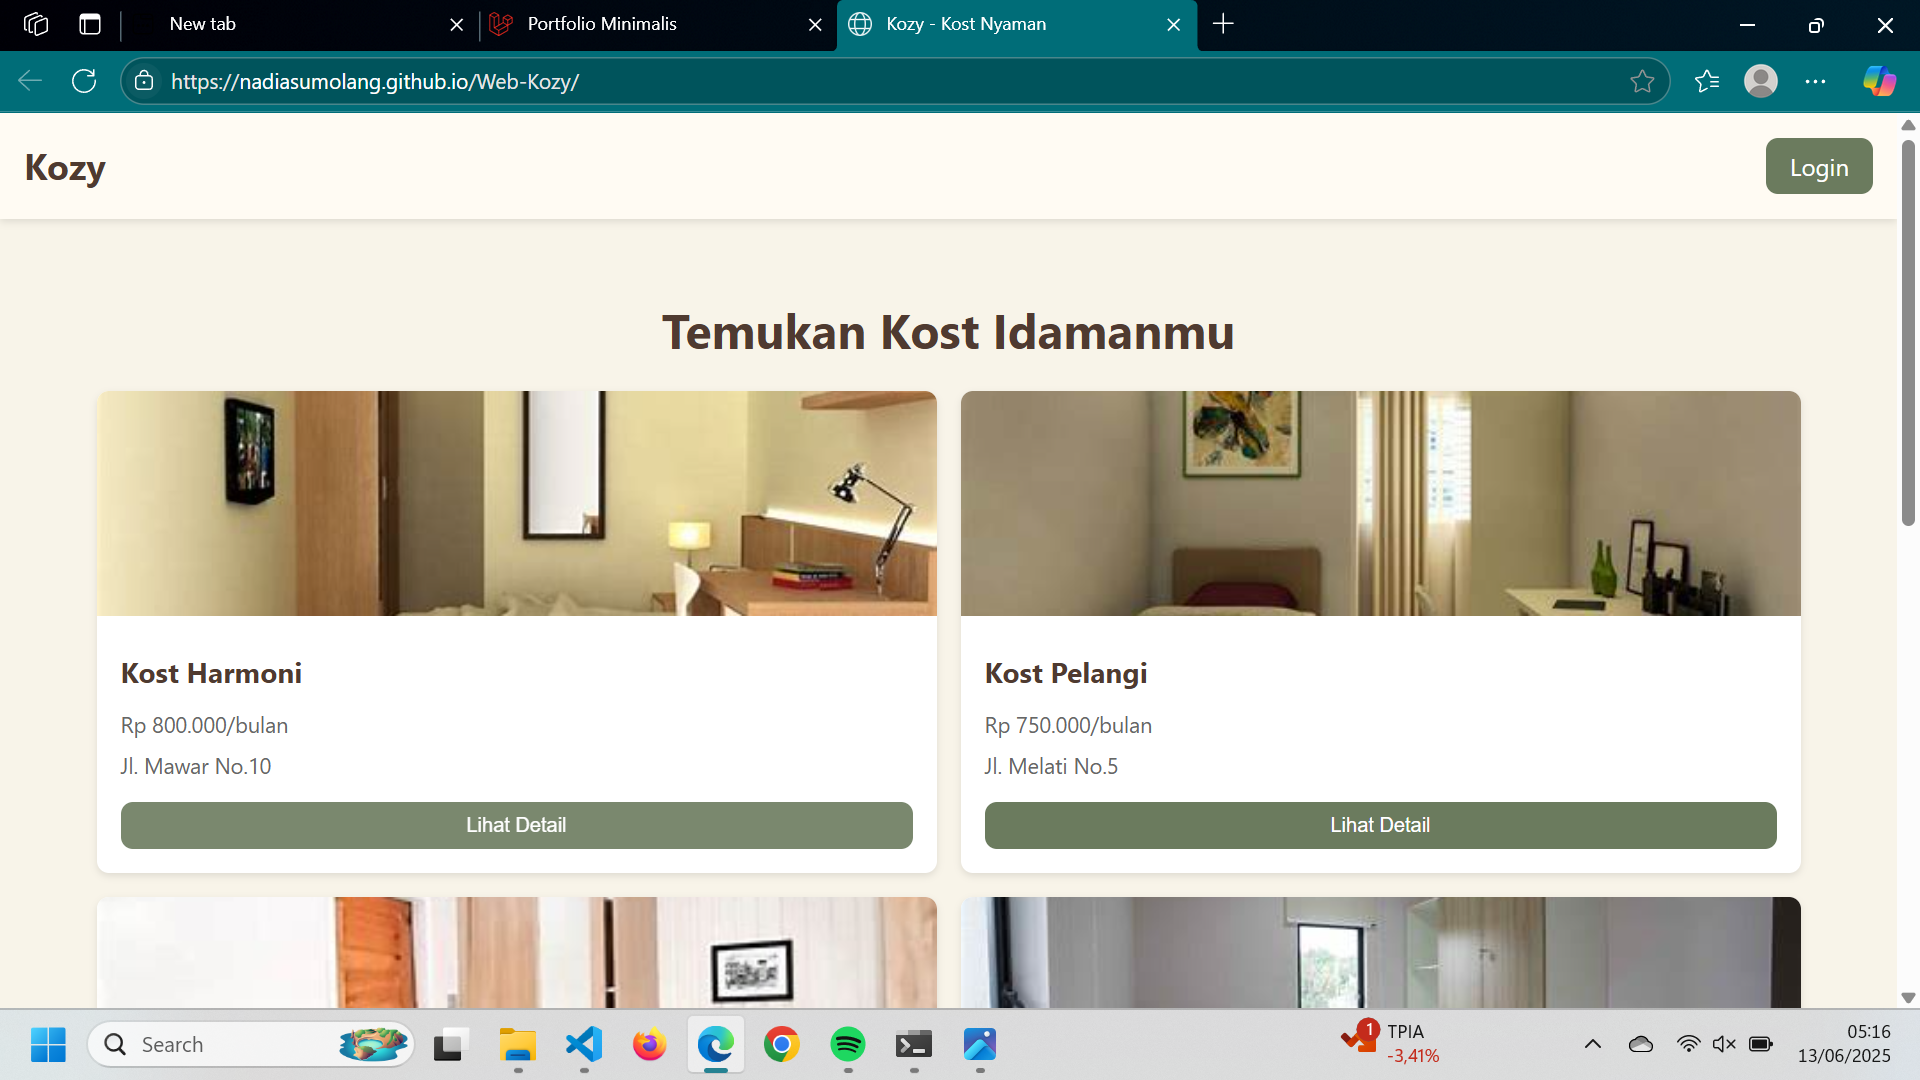 New tab
Portfolio Minimalis
Kozy - Kost Nyaman
https://nadiasumolang.github.io/Web-Kozy/
Kozy
Login
Temukan Kost Idamanmu
Kost Harmoni
Rp 800.000/bulan
Jl. Mawar No.10
Lihat Detail
Kost Pelangi
Rp 750.000/bulan
Jl. Melati No.5
Lihat Detail
Search
1
TPIA
-3,41%
05:16
13/06/2025